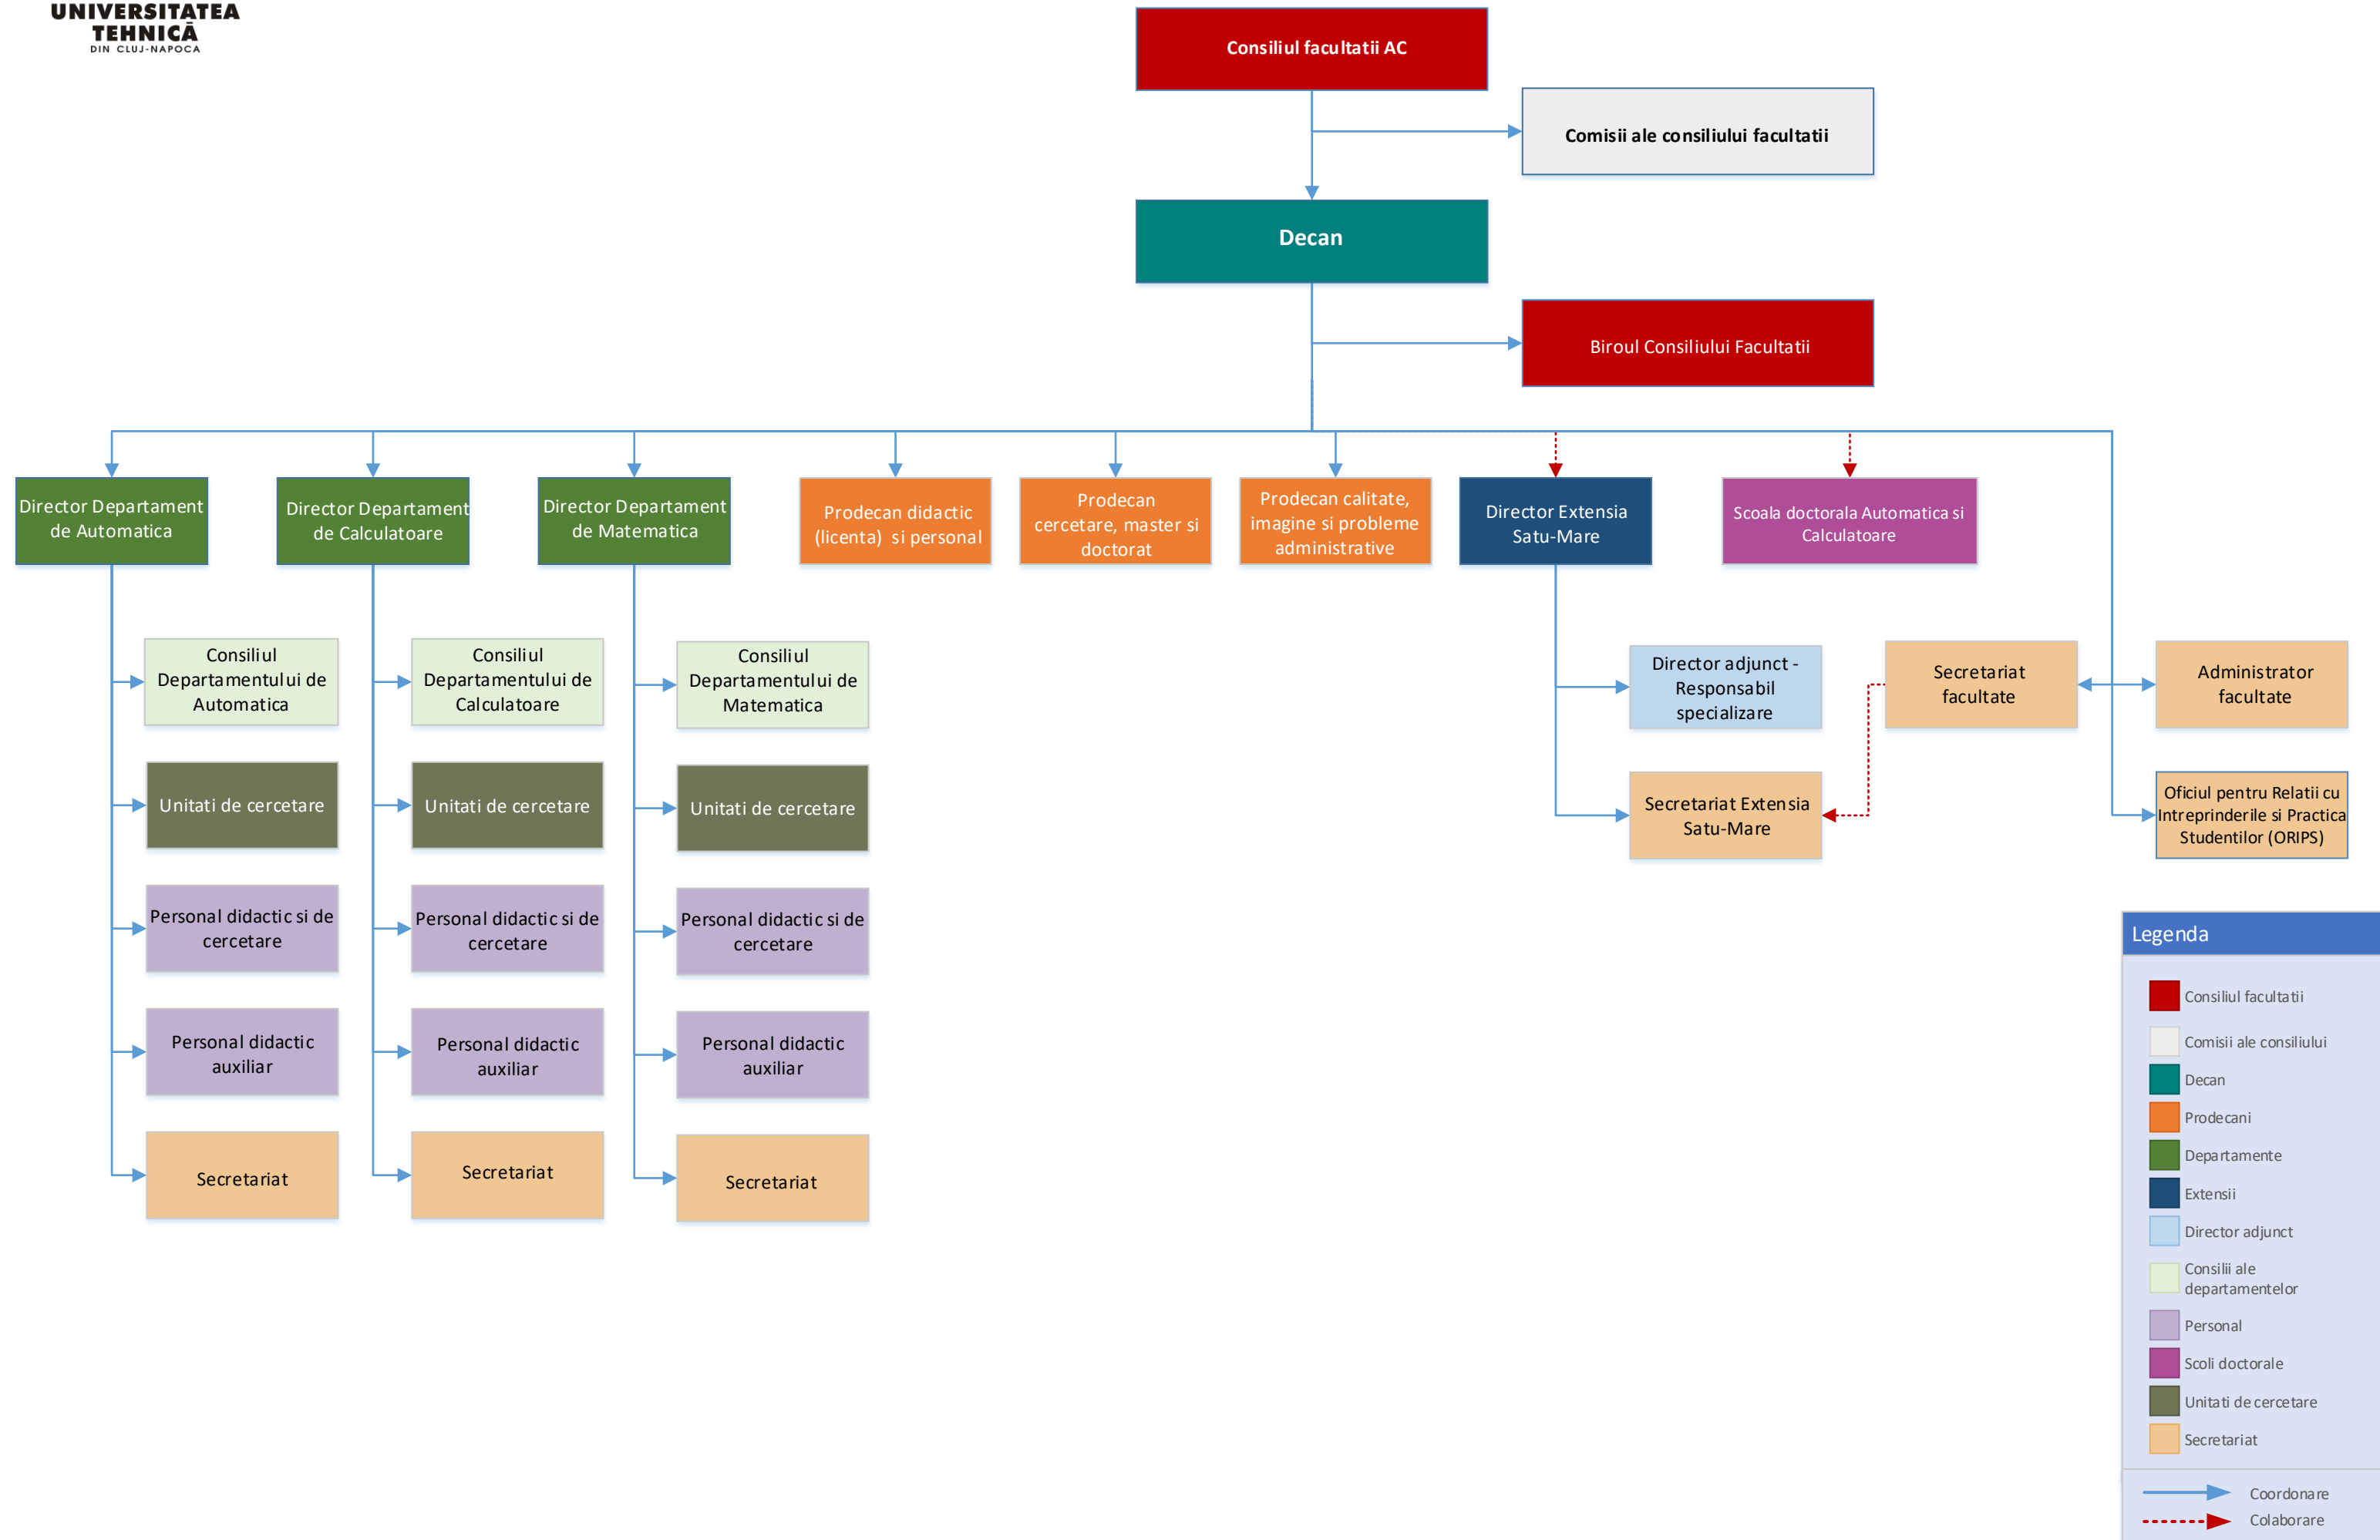 UNIVERSITATEA
TEHNICĂ
DIN CLUJ-NAPOCA
Consiliul facultatii AC
Comisii ale consiliului facultatii
Decan
Biroul Consiliului Facultatii
Director Departament
de Automatica
Director Departament
de Calculatoare
Director Departament
de Matematica
Prodecan didactic
(licenta) si personal
Prodecan
cercetare, master si
doctorat
Prodecan calitate,
imagine si probleme
administrative
Director Extensia
Satu-Mare
Scoala doctorala Automatica si
Calculatoare
Consiliul
Departamentului de
Automatica
Consiliul
Departamentului de
Calculatoare
Consiliul
Departamentului de
Matematica
Director adjunct -
Responsabil
specializare
Secretariat
facultate
Administrator
facultate
Unitati de cercetare
Unitati de cercetare
Unitati de cercetare
Secretariat Extensia
Satu-Mare
Oficiul pentru Relatii cu
Intreprinderile si Practica
Studentilor (ORIPS)
Personal didactic si de
cercetare
Personal didactic si de
cercetare
Personal didactic si de
cercetare
Personal didactic
auxiliar
Personal didactic
auxiliar
Personal didactic
auxiliar
Secretariat
Secretariat
Secretariat
Legenda
Consiliul facultatii
Comisii ale consiliului
Decan
Prodecani
Departamente
Extensii
Director adjunct
Consilii ale
departamentelor
Personal
Scoli doctorale
Unitati de cercetare
Secretariat
Coordonare
Colaborare